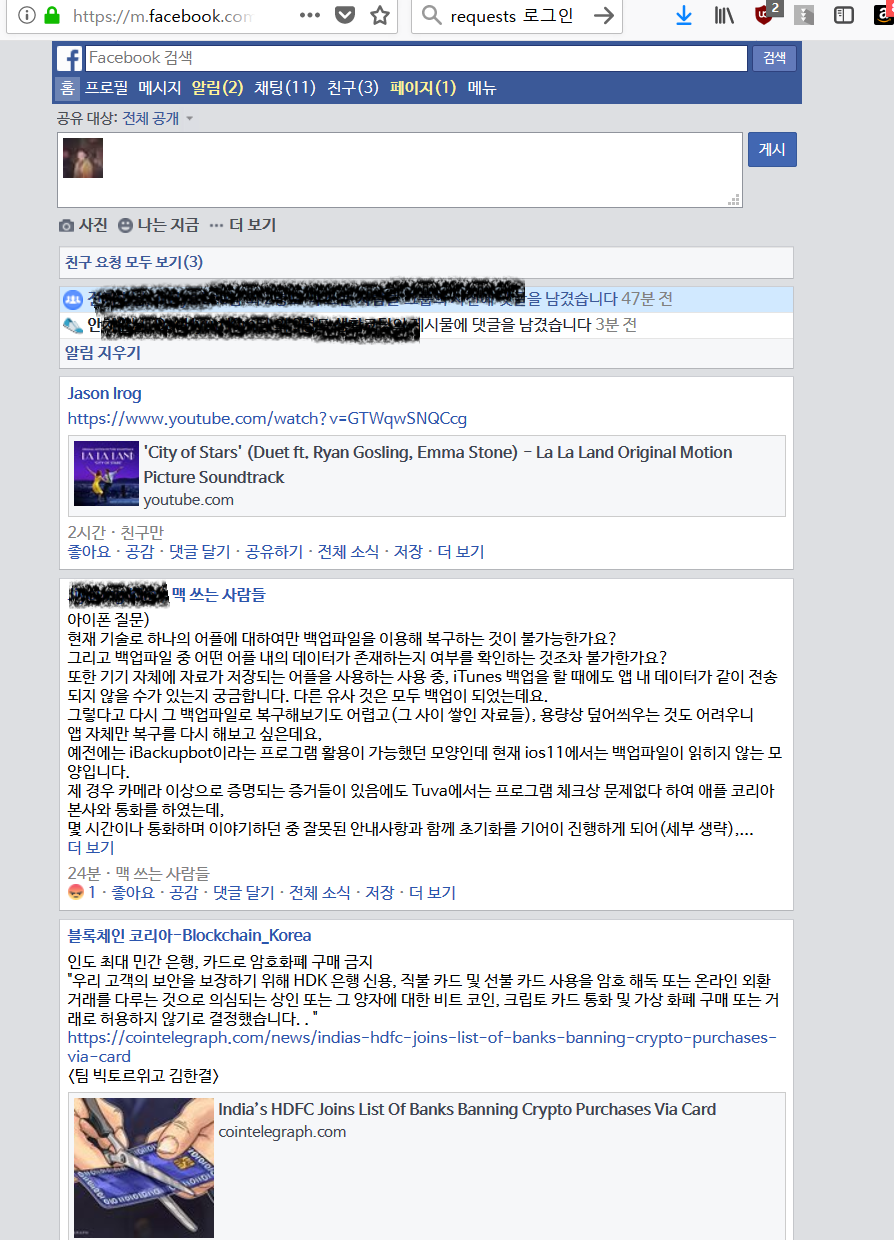 https://m.facebook.con
requests 로그인
2
Facebook 검색
검색
홈 프로필 메시지 알림(2) 채팅(11) 친구(3) 페이지(1) 메뉴
공유 대상: 전체 공개
게시
사진 나는 지금 더 보기
친구 요청 모두 보기(3)
을 남겼습니다 47분 전
안 게시물에 댓글을 남겼습니다 3분 전
알림 지우기
Jason Irog
https://www.youtube.com/watch?v=GTWqwSNQCcg
LA LA LAND
'City of Stars' (Duet ft. Ryan Gosling, Emma Stone) - La La Land Original Motion
Picture Soundtrack
youtube.com
2시간 · 친구만
좋아요 · 공감 · 댓글 달기 · 공유하기 · 전체 소식 · 저장 · 더 보기
맥 쓰는 사람들
아이폰 질문)
현재 기술로 하나의 어플에 대하여만 백업파일을 이용해 복구하는 것이 불가능한가요?
그리고 백업파일 중 어떤 어플 내의 데이터가 존재하는지 여부를 확인하는 것조차 불가한가요?
또한 기기 자체에 자료가 저장되는 어플을 사용하는 사용 중, iTunes 백업을 할 때에도 앱 내 데이터가 같이 전송
되지 않을 수가 있는지 궁금합니다. 다른 유사 것은 모두 백업이 되었는데요.
그렇다고 다시 그 백업파일로 복구해보기도 어렵고(그 사이 쌓인 자료들), 용량상 덮어씌우는 것도 어려우니
앱 자체만 복구를 다시 해보고 싶은데요,
예전에는 iBackupbot이라는 프로그램 활용이 가능했던 모양인데 현재 ios11에서는 백업파일이 읽히지 않는 모
양입니다.
제 경우 카메라 이상으로 증명되는 증거들이 있음에도 Tuva에서는 프로그램 체크상 문제없다 하여 애플 코리아
본사와 통화를 하였는데,
몇 시간이나 통화하며 이야기하던 중 잘못된 안내사항과 함께 초기화를 기어이 진행하게 되어(세부 생략),...
더 보기
24분 · 맥 쓰는 사람들
1 · 좋아요 · 공감 · 댓글 달기 · 전체 소식 · 저장 · 더 보기
블록체인 코리아-Blockchain_Korea
인도 최대 민간 은행, 카드로 암호화폐 구매 금지
"우리 고객의 보안을 보장하기 위해 HDK 은행 신용, 직불 카드 및 선불 카드 사용을 암호 해독 또는 온라인 외환
거래를 다루는 것으로 의심되는 상인 또는 그 양자에 대한 비트 코인, 크립토 카드 통화 및 가상 화폐 구매 또는 거
래로 허용하지 않기로 결정했습니다. . "
https://cointelegraph.com/news/indias-hdfc-joins-list-of-banks-banning-crypto-purchases-
via-card
<팀 빅토르위고 김한결>
India's HDFC Joins List Of Banks Banning Crypto Purchases Via Card
cointelegraph.com